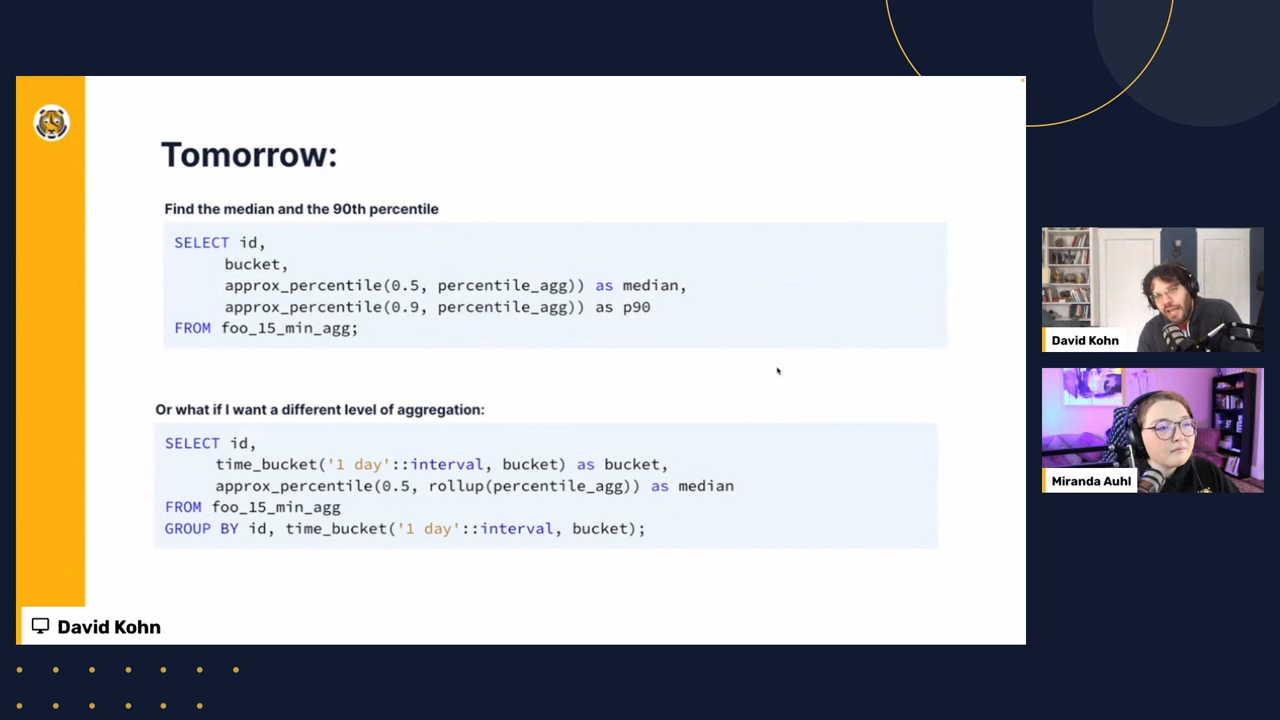 Tomorrow:
Find the median and the 90th percentile
SELECT id,
bucket,
approx_percentile(0.5, percentile_agg)) as median,
approx_percentile(0.9, percentile_agg)) as p90
FROM foo_15_min_agg;
Or what if I want a different level of aggregation:
SELECT id,
time_bucket('1 day'::interval, bucket) as bucket,
approx_percentile(0.5, rollup(percentile_agg)) as median
FROM foo_15_min_agg
GROUP BY id, time_bucket('1 day'::interval, bucket);
David Kohn
David Kohn
Miranda Auhl